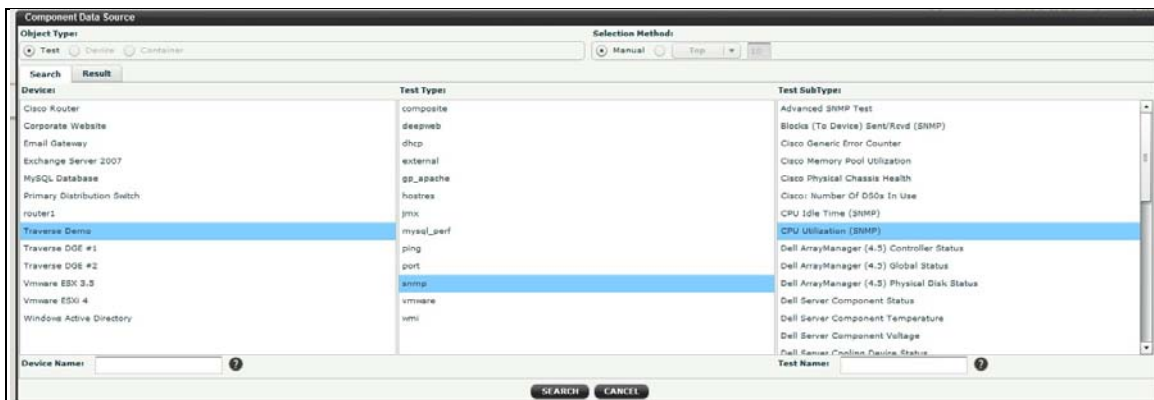 Component Data Source
Object Type:
Test Device Container
Selection Method:
Manual Top 10
Search Result
Device:
Cisco Router
Corporate Website
Email Gateway
Exchange Server 2007
MySQL Database
Primary Distribution Switch
router1
Traverse Demo
Traverse DGE #1
Traverse DGE #2
Vmware ESX 3.5
Vmware ESXi 4
Windows Active Directory
Test Type:
composite
deepweb
dhcp
external
gp_apache
hostres
jmx
mysql_perf
ping
port
snmp
vmware
wmi
Test SubType:
Advanced SNMP Test
Blocks (To Device) Sent/Rcvd (SNMP)
Cisco Generic Error Counter
Cisco Memory Pool Utilization
Cisco Physical Chassis Health
Cisco: Number Of DS0s In Use
CPU Idle Time (SNMP)
CPU Utilization (SNMP)
Dell ArrayManager (4.5) Controller Status
Dell ArrayManager (4.5) Global Status
Dell ArrayManager (4.5) Physical Disk Status
Dell Server Component Status
Dell Server Component Temperature
Dell Server Component Voltage
Dell Server Cooling Device Status
Device Name: ?
Test Name: ?
SEARCH CANCEL